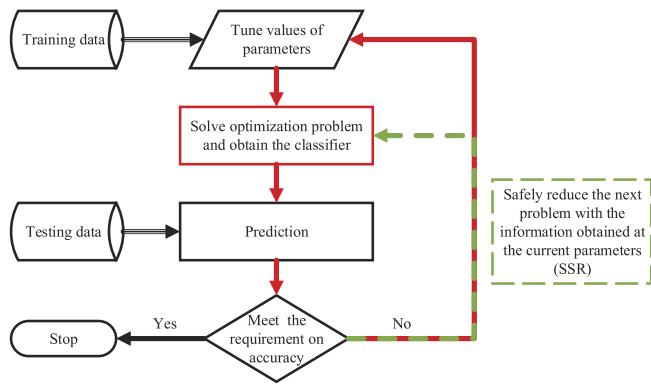 Training data
Tune values of
parameters
Solve optimization problem
and obtain the classifier
Safely reduce the next
problem with the
information obtained at
the current parameters
(SSR)
Testing data
Prediction
Meet the
requirement on
accuracy
Yes
No
Stop